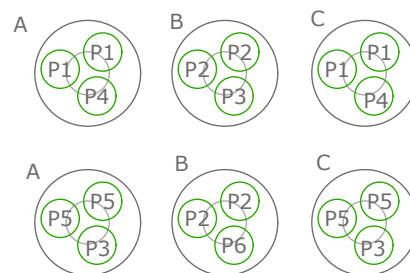 A B C
P1 P1 P2 P2 P1 P1
P4 P3 P4
A B C
P5 P5 P2 P2 P5 P5
P3 P6 P3